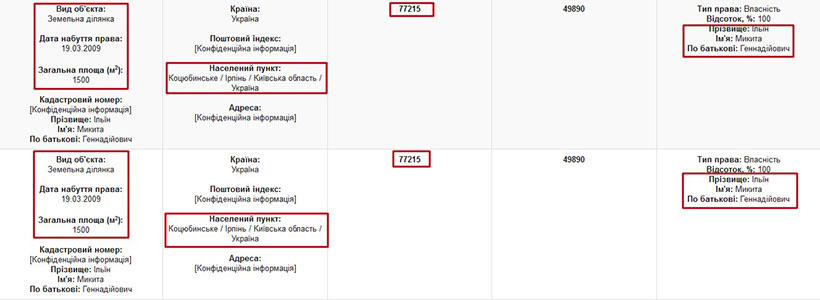 Вид об'єкта:
Земельна ділянка
Дата набуття права:
19.03.2009
Загальна площа (м²):
1500
Кадастровий номер:
[Конфіденційна інформація]
Прізвище: Ільїн
Ім'я: Микита
По батькові: Геннадійович
Країна:
Україна
Поштовий індекс:
[Конфіденційна інформація]
Населений пункт:
Коцюбинське / Ірпінь / Київська область /
Україна
Адреса:
[Конфіденційна інформація]
77215
49890
Тип права: Власність
Відсоток, %: 100
Прізвище: Ільїн
Ім'я: Микита
По батькові: Геннадійович
Вид об'єкта:
Земельна ділянка
Дата набуття права:
19.03.2009
Загальна площа (м²):
1500
Кадастровий номер:
[Конфіденційна інформація]
Прізвище: Ільїн
Ім'я: Микита
По батькові: Геннадійович
Країна:
Україна
Поштовий індекс:
[Конфіденційна інформація]
Населений пункт:
Коцюбинське / Ірпінь / Київська область /
Україна
Адреса:
[Конфіденційна інформація]
77215
49890
Тип права: Власність
Відсоток, %: 100
Прізвище: Ільїн
Ім'я: Микита
По батькові: Геннадійович